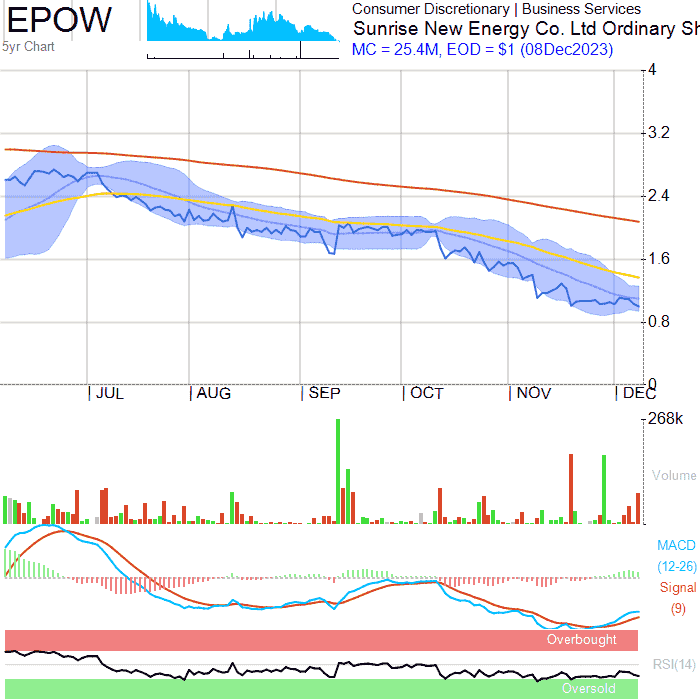 EPOW
Consumer Discretionary | Business Services
Sunrise New Energy Co. Ltd Ordinary Sh
5yr Chart
MC = 25.4M, EOD = $1 (08Dec2023)
4
3.2
2.4
1.6
0.8
0
JUL AUG SEP OCT NOV DEC
268k
Volume
MACD
(12-26)
Signal
(9)
Overbought
RSI(14)
Oversold